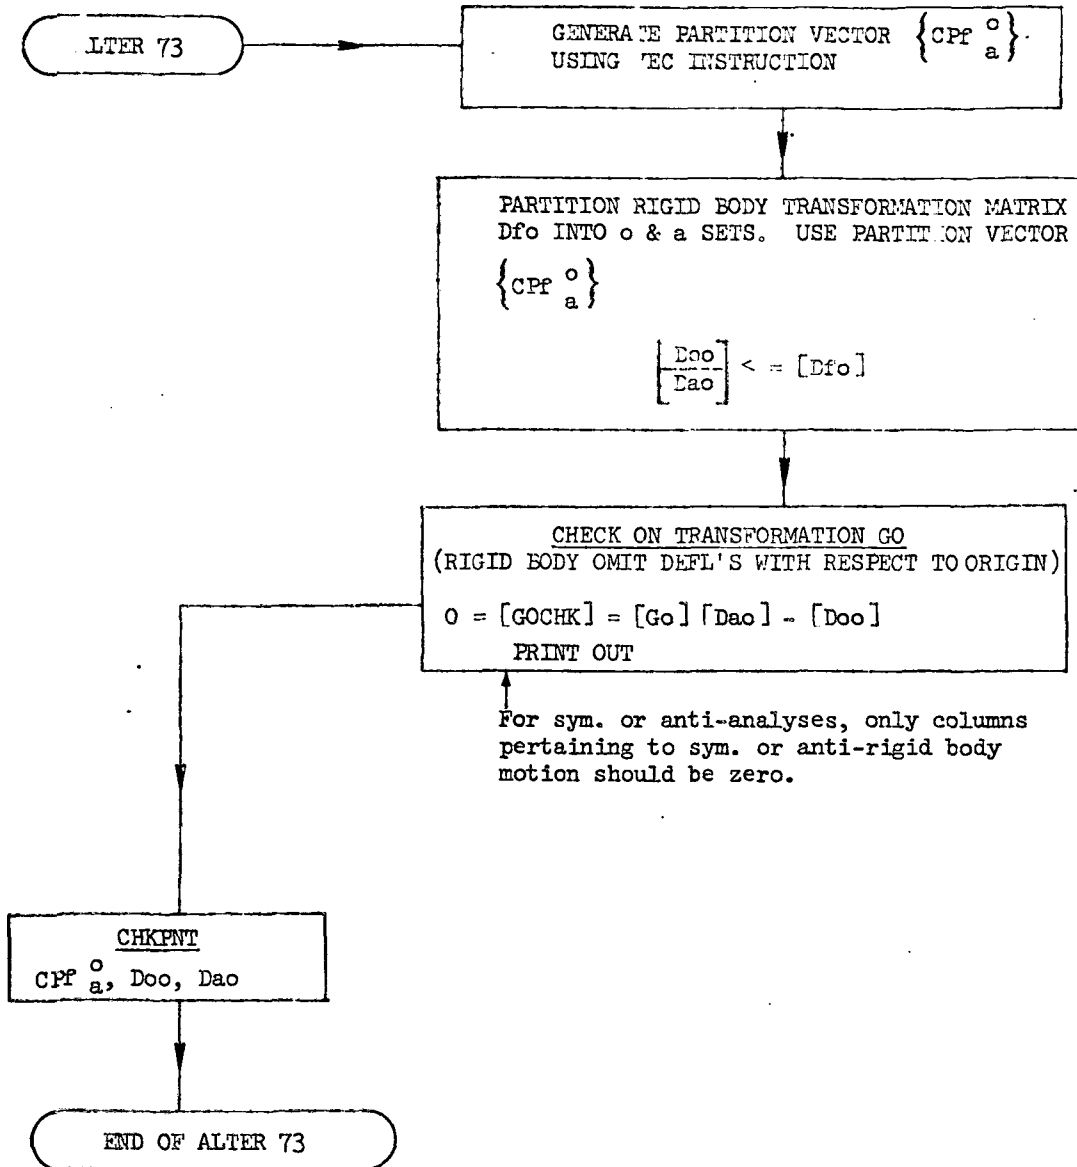 LTER 73
GENERATE PARTITION VECTOR {CPf o a}
USING EC INSTRUCTION
PARTITION RIGID BODY TRANSFORMATION MATRIX
Dfo INTO o & a SETS. USE PARTITION VECTOR
{CPf o a}
[Doo / Dao] < = [Dfo]
CHECK ON TRANSFORMATION GO
(RIGID BODY OMIT DEFL'S WITH RESPECT TO ORIGIN)
O = [GOCHK] = [Go] [Dao] - [Doo]
PRINT OUT
For sym. or anti-analyses, only columns
pertaining to sym. or anti-rigid body
motion should be zero.
CHKPNT
CPf o a, Doo, Dao
END OF ALTER 73